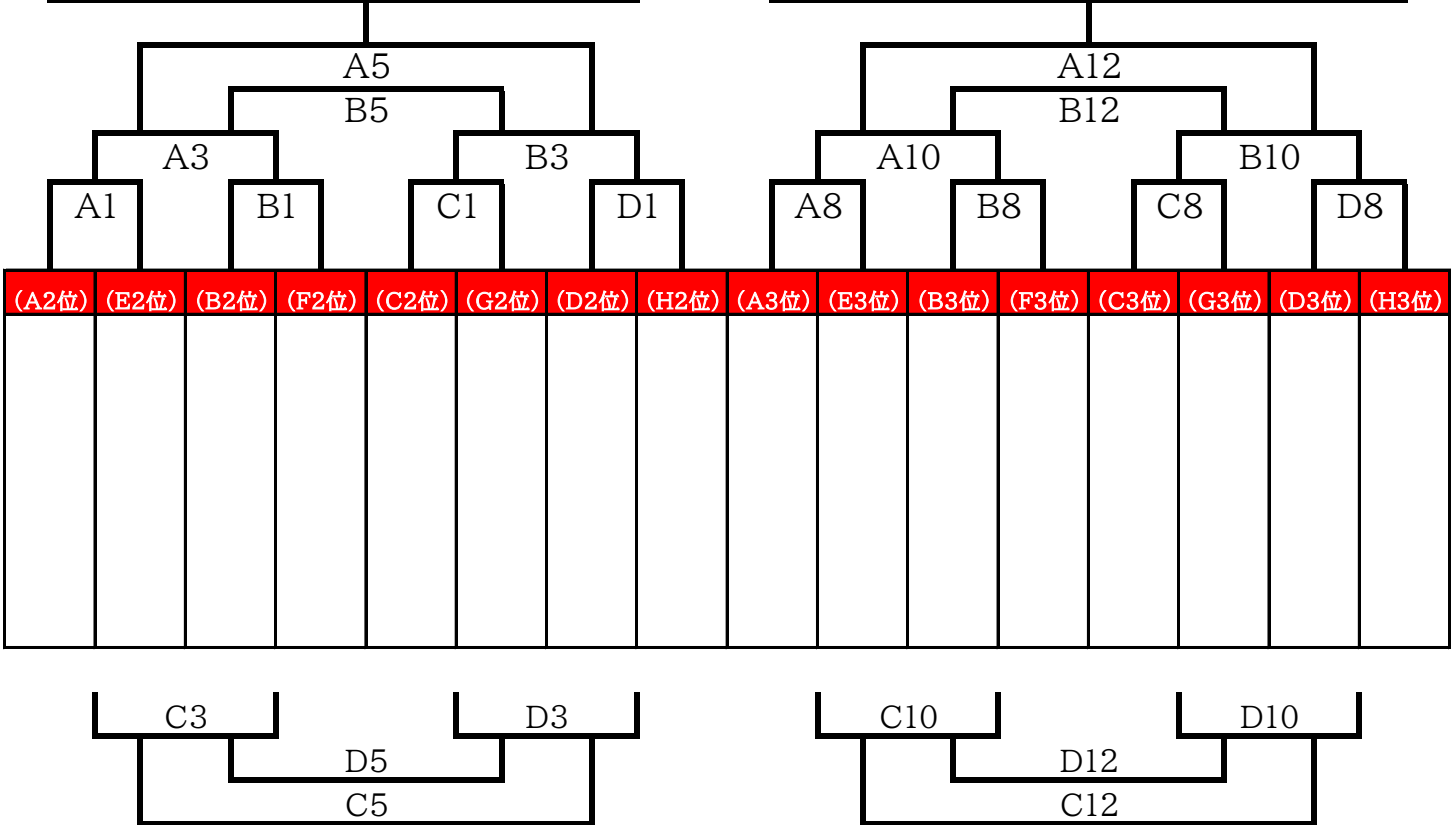 A5 A12
B5 B12
A3 B3 A10 B10
A1 B1 C1 D1 A8 B8 C8 D8
(A2位) (E2位) (B2位) (F2位) (C2位) (G2位) (D2位) (H2位) (A3位) (E3位) (B3位) (F3位) (C3位) (G3位) (D3位) (H3位)
C3 D3 C10 D10
D5 D12
C5 C12